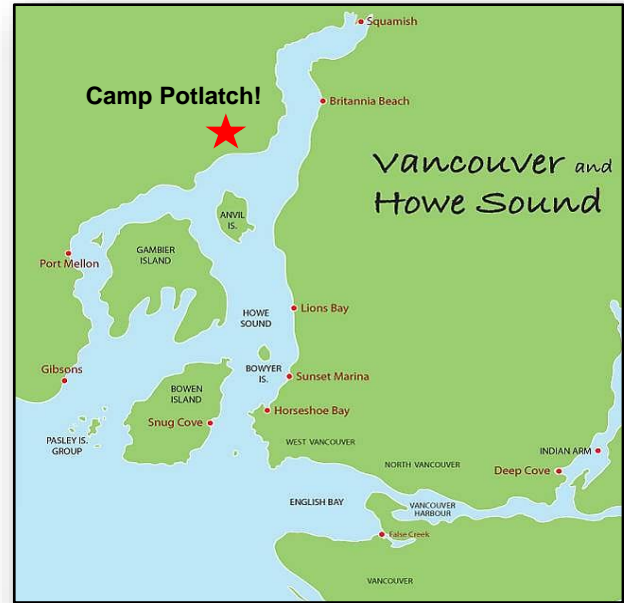 Squamish
Camp Potlatch!
Britannia Beach
Vancouver and
Howe Sound
ANVIL
IS.
GAMBIER
ISLAND
Port Mellon
HOWE
SOUND
Lions Bay
Gibsons
BOWYER
IS.
Sunset Marina
BOWEN
ISLAND
Horseshoe Bay
Snug Cove
PASLEY IS.
GROUP
WEST VANCOUVER
NORTH VANCOUVER
INDIAN ARM
Deep Cove
ENGLISH BAY
VANCOUVER
HARBOUR
False Creek
VANCOUVER